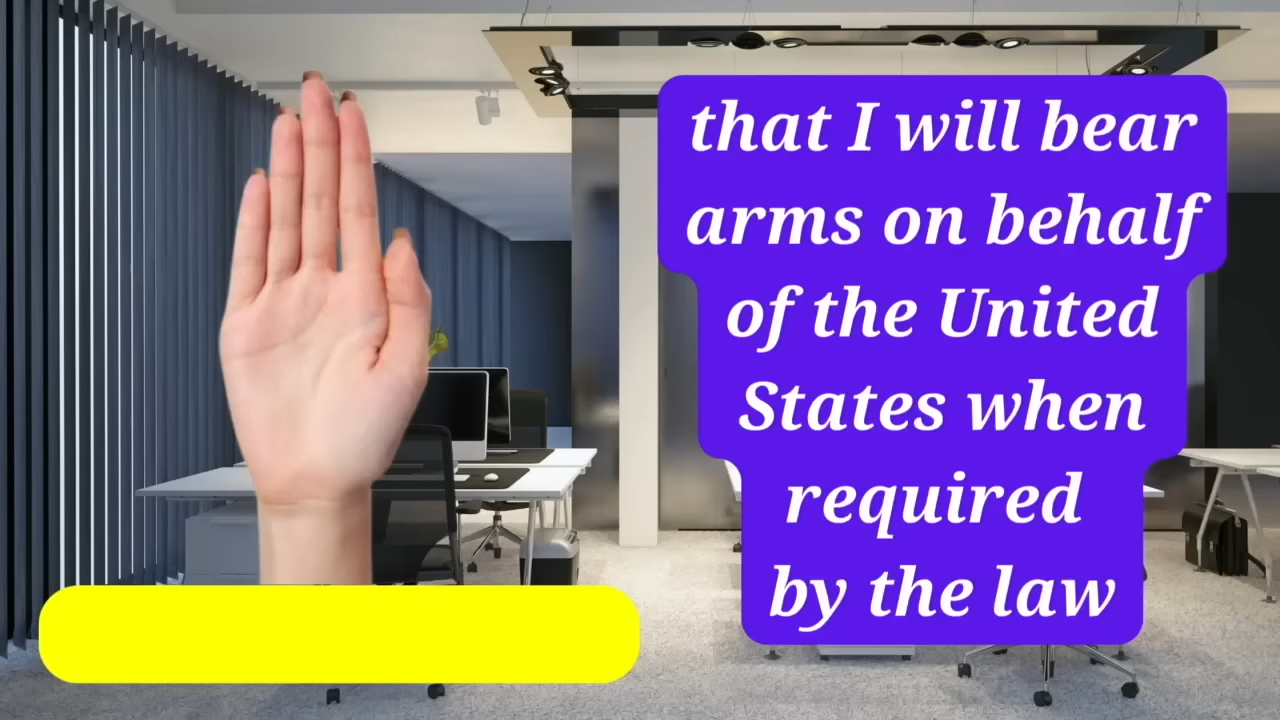 that I will bear
arms on behalf
of the United
States when
required
by the law